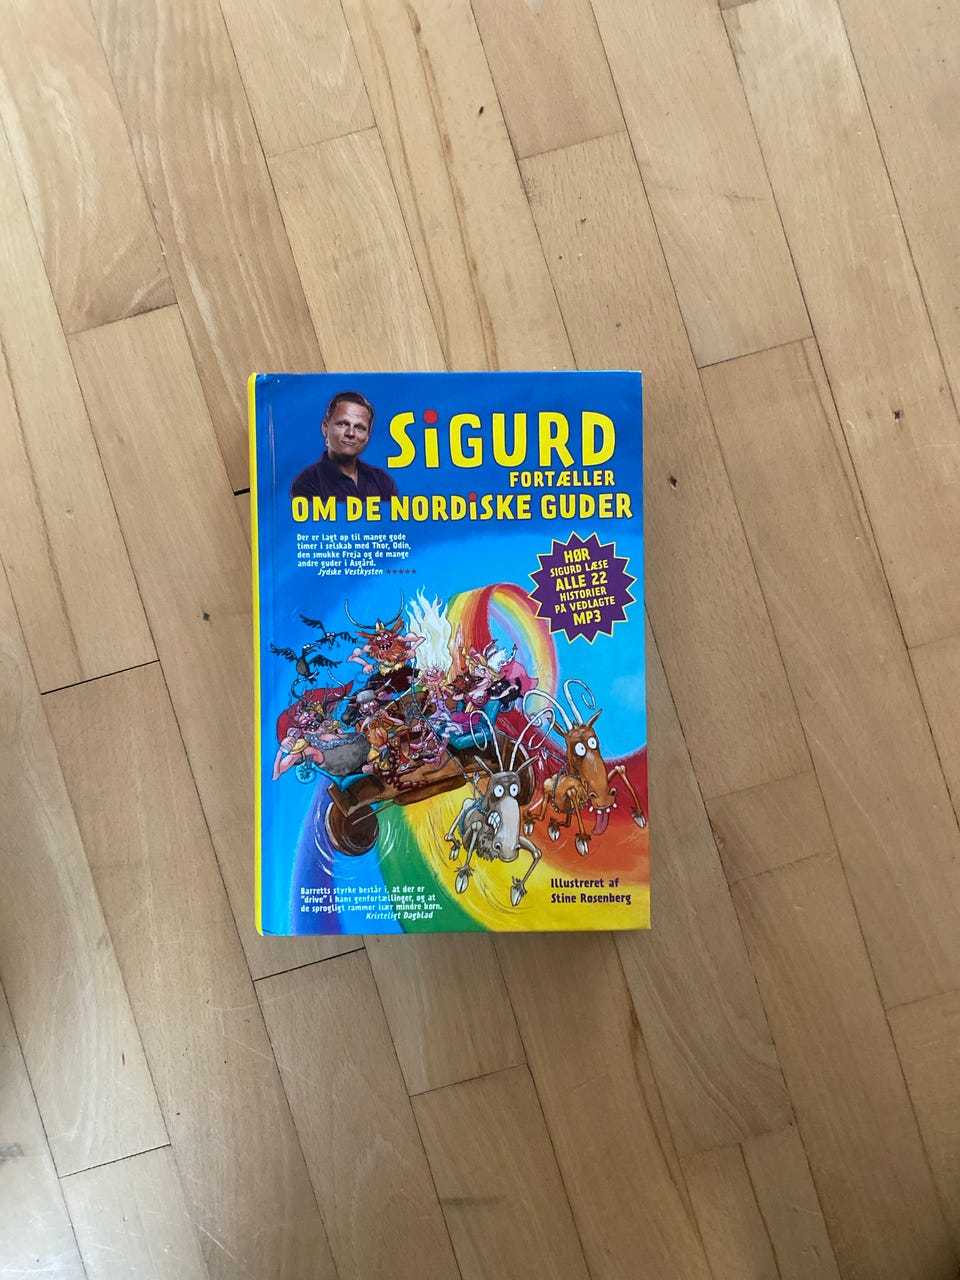 SiGURD
FORTÆLLER
OM DE NORDiSKE GUDER
Der er lagt op til mange gode
timer i selskab med Thor, Odin,
den smukke Freja og de mange
andre guder i Asgård.
Jydske Vestkysten ★★★★★
HØR
SIGURD LÆSE
ALLE 22
HISTORIER
PÅ VEDLAGTE
MP3
Barretts styrke består i, at der er
"drive" i hans genfortællinger, og at
de sprogligt rammer især mindre børn.
Kristeligt Dagblad
Illustreret af
Stine Rosenberg